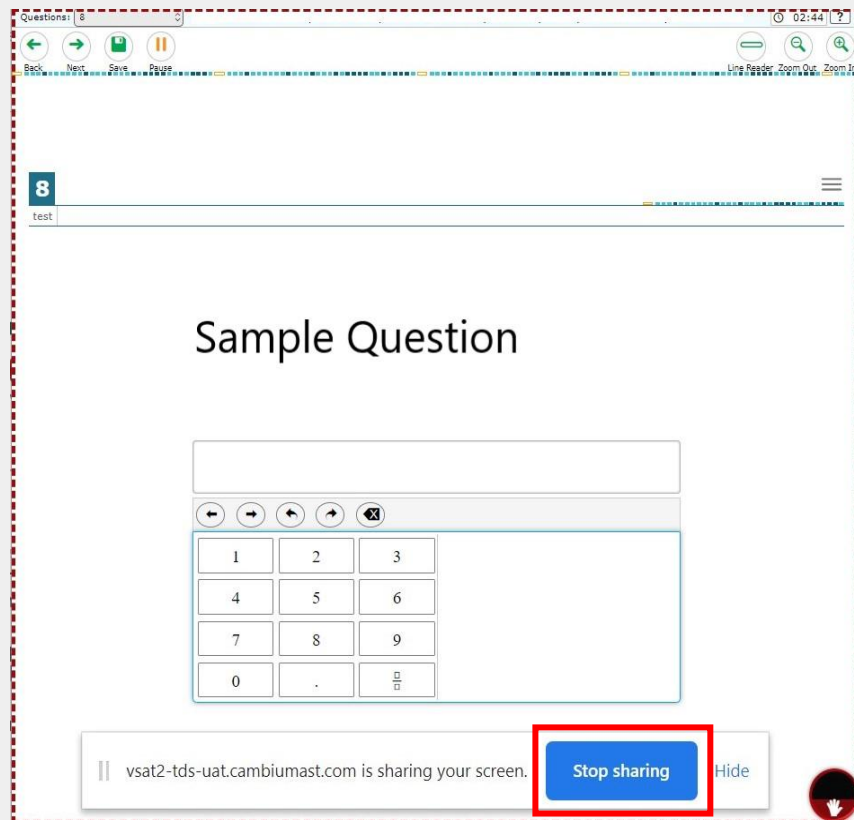 Questions: 8 02:44 ?
Back Next Save Pause Line Reader Zoom Out Zoom In
8
test
Sample Question
1 2 3
4 5 6
7 8 9
0 .
vsat2-tds-uat.cambiumast.com is sharing your screen. Stop sharing Hide